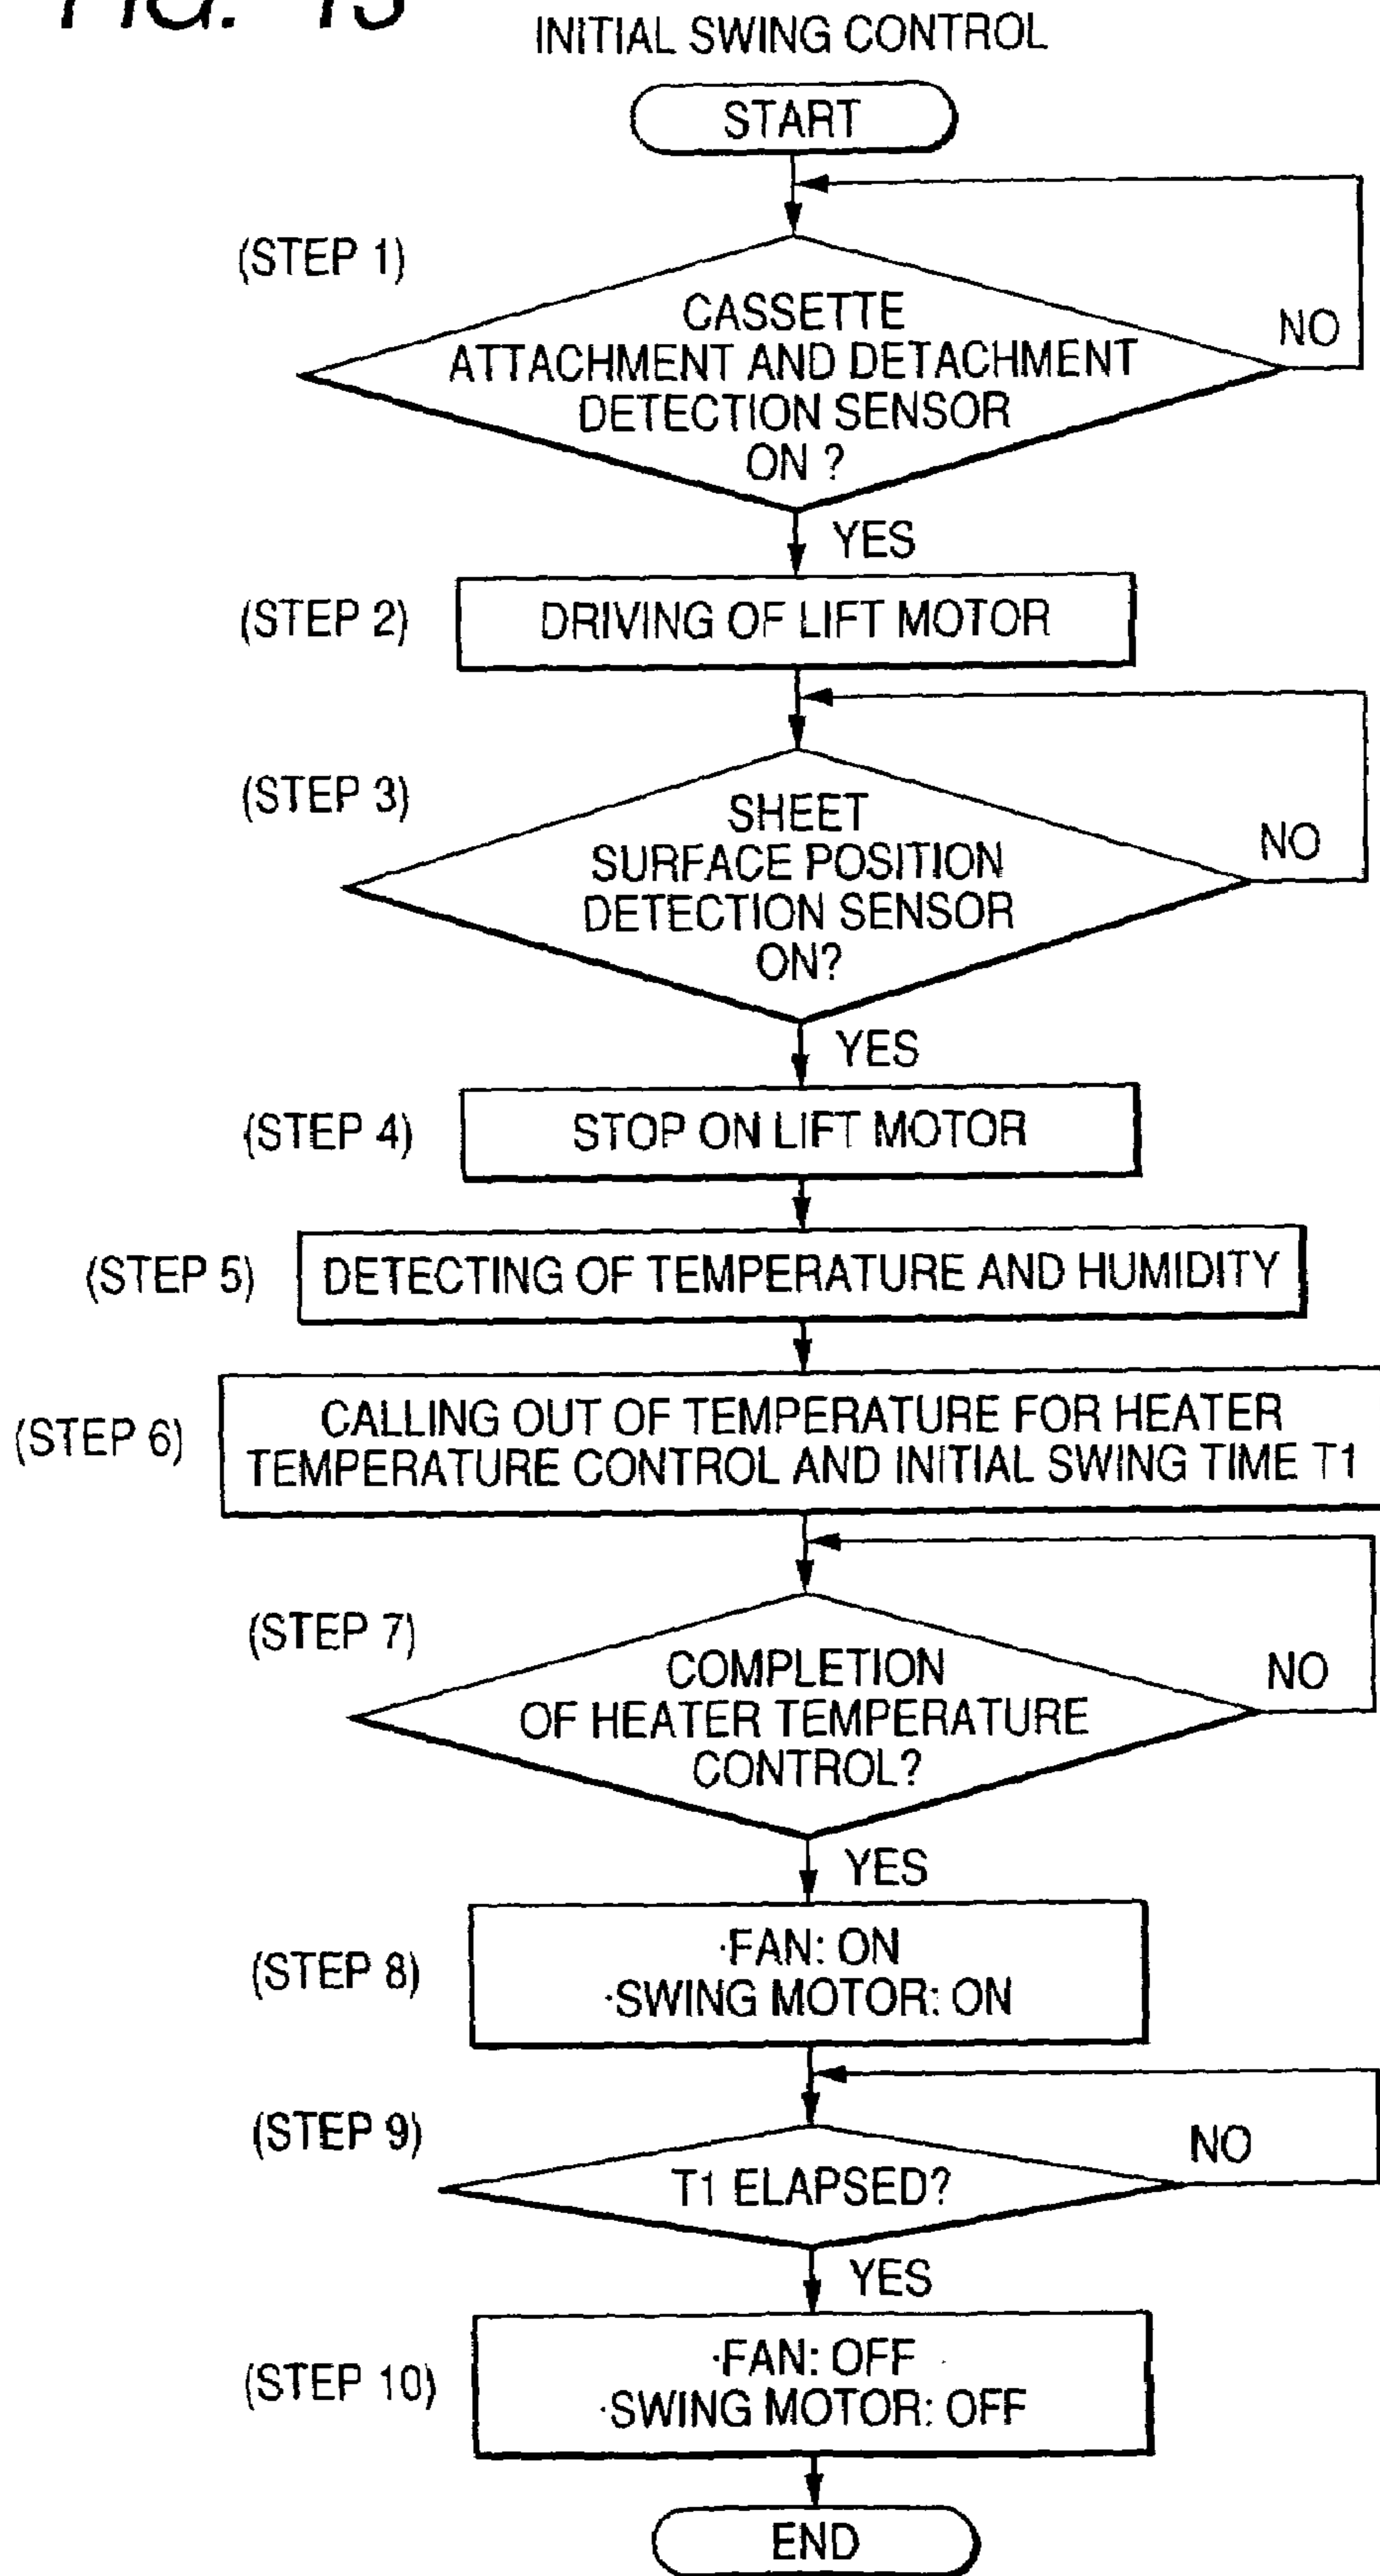 FIG. 13
INITIAL SWING CONTROL
START
(STEP 1)
CASSETTE
ATTACHMENT AND DETACHMENT
DETECTION SENSOR
ON ?
NO
YES
(STEP 2)
DRIVING OF LIFT MOTOR
(STEP 3)
SHEET
SURFACE POSITION
DETECTION SENSOR
ON?
NO
YES
(STEP 4)
STOP ON LIFT MOTOR
(STEP 5)
DETECTING OF TEMPERATURE AND HUMIDITY
(STEP 6)
CALLING OUT OF TEMPERATURE FOR HEATER
TEMPERATURE CONTROL AND INITIAL SWING TIME T1
(STEP 7)
COMPLETION
OF HEATER TEMPERATURE
CONTROL?
NO
YES
(STEP 8)
·FAN: ON
·SWING MOTOR: ON
(STEP 9)
T1 ELAPSED?
NO
YES
(STEP 10)
·FAN: OFF
·SWING MOTOR: OFF
END